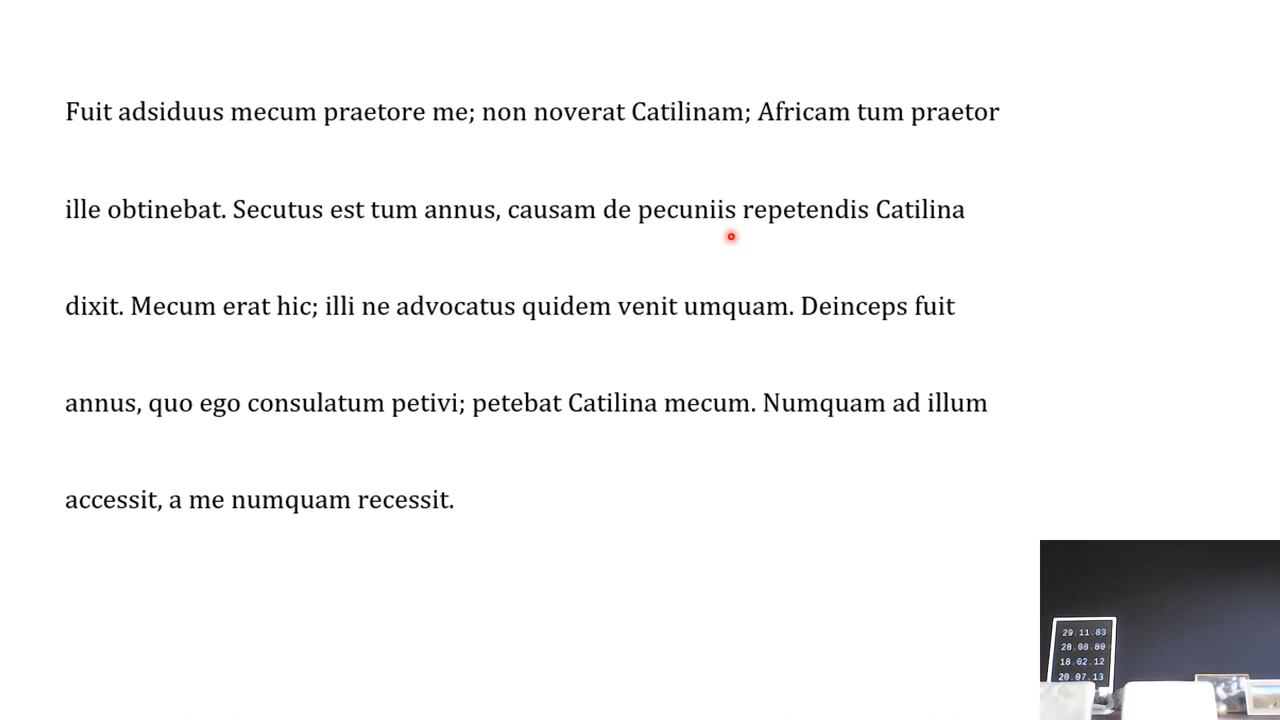 Fuit adsiduus mecum praetore me; non noverat Catilinam; Africam tum praetor
ille obtinebat. Secutus est tum annus, causam de pecuniis repetendis Catilina
dixit. Mecum erat hic; illi ne advocatus quidem venit umquam. Deinceps fuit
annus, quo ego consulatum petivi; petebat Catilina mecum. Numquam ad illum
accessit, a me numquam recessit.
29.11.83
28.08.80
18.02.12
20.07.13